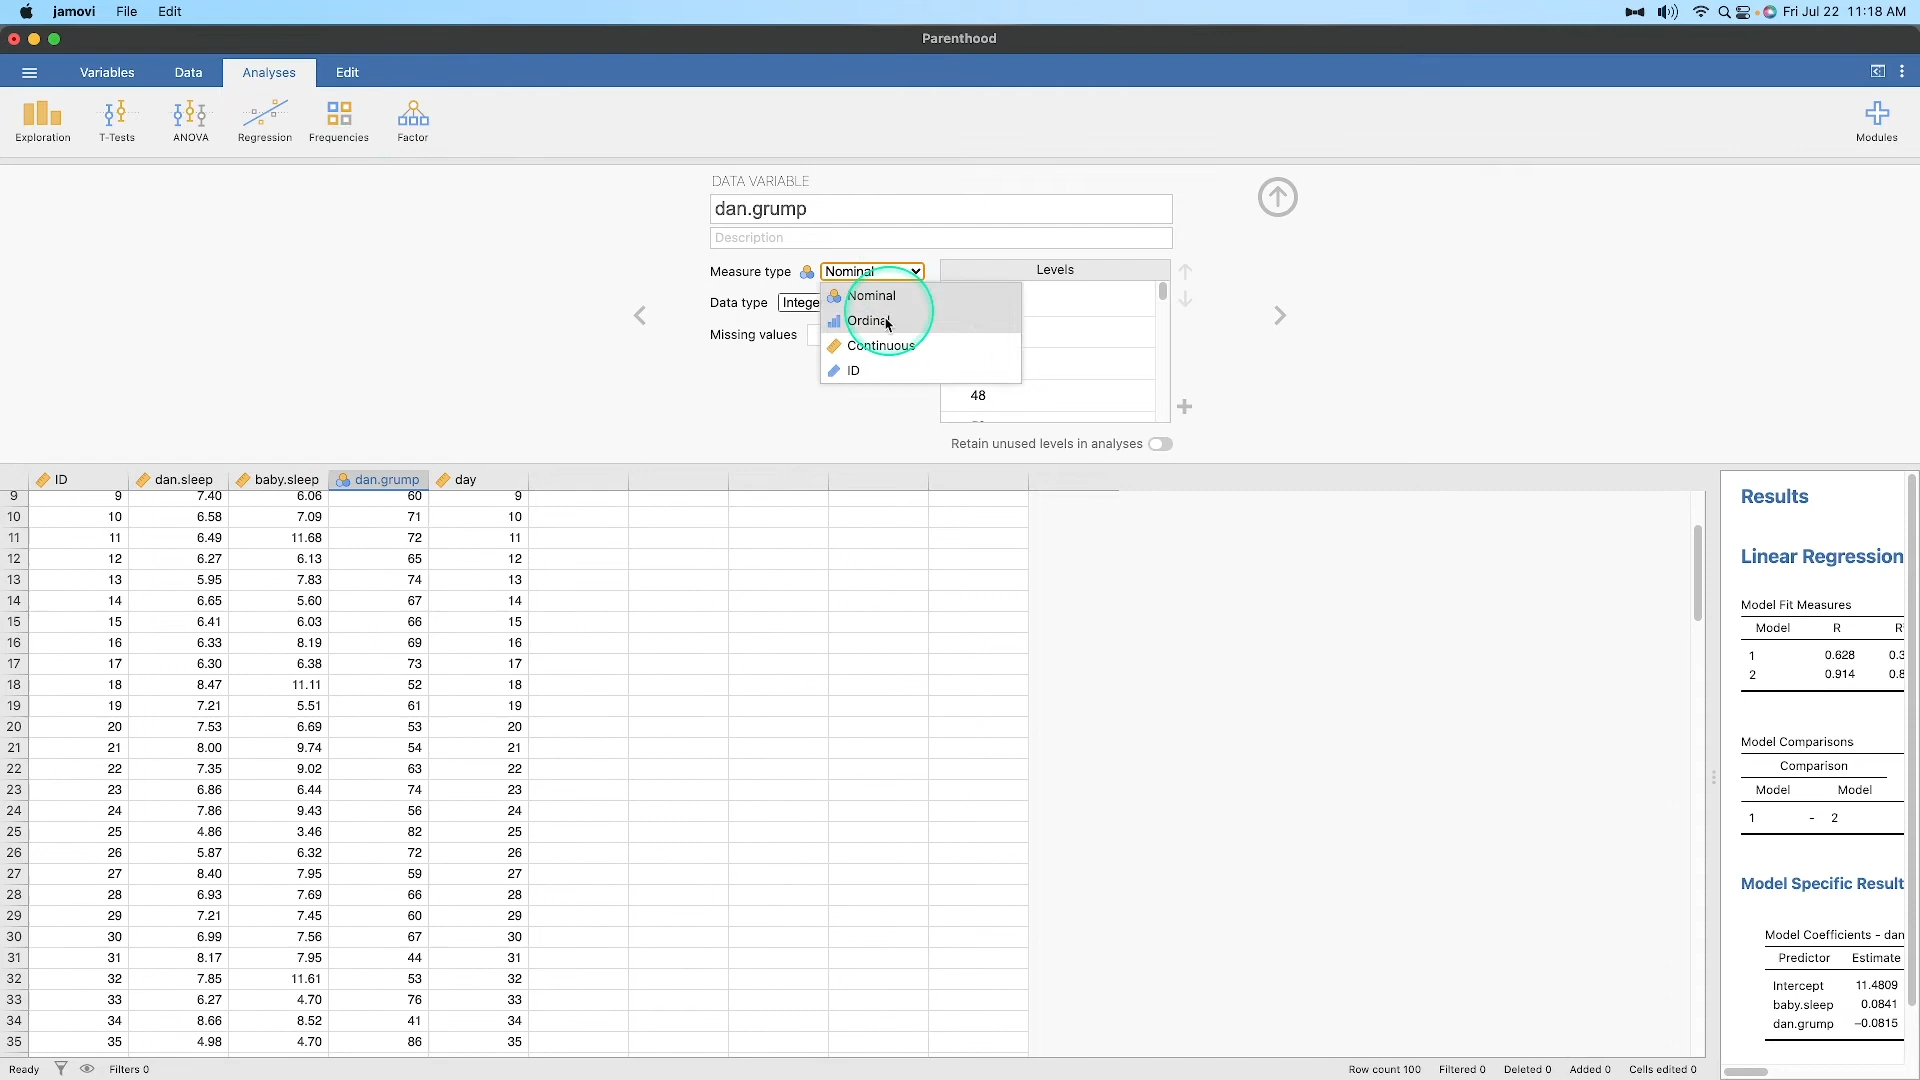 jamovi File Edit Fri Jul 22 11:18 AM
Parenthood
Variables Data Analyses Edit
Exploration T-Tests ANOVA Regression Frequencies Factor Modules
DATA VARIABLE
dan.grump
Description
Measure type Nominal Levels
Nominal
Data type Intege
Ordinal
Missing values
Continuous
ID
48
Retain unused levels in analyses
ID dan.sleep baby.sleep dan.grump day
9 9 7.40 6.06 60 9
10 10 6.58 7.09 71 10
11 11 6.49 11.68 72 11
12 12 6.27 6.13 65 12
13 13 5.95 7.83 74 13
14 14 6.65 5.60 67 14
15 15 6.41 6.03 66 15
16 16 6.33 8.19 69 16
17 17 6.30 6.38 73 17
18 18 8.47 11.11 52 18
19 19 7.21 5.51 61 19
20 20 7.53 6.69 53 20
21 21 8.00 9.74 54 21
22 22 7.35 9.02 63 22
23 23 6.86 6.44 74 23
24 24 7.86 9.43 56 24
25 25 4.86 3.46 82 25
26 26 5.87 6.32 72 26
27 27 8.40 7.95 59 27
28 28 6.93 7.69 66 28
29 29 7.21 7.45 60 29
30 30 6.99 7.56 67 30
31 31 8.17 7.95 44 31
32 32 7.85 11.61 53 32
33 33 6.27 4.70 76 33
34 34 8.66 8.52 41 34
35 35 4.98 4.70 86 35
Results
Linear Regression
Model Fit Measures
Model R R
1 0.628 0.3
2 0.914 0.8
Model Comparisons
Comparison
Model Model
1 - 2
Model Specific Result
Model Coefficients - dan
Predictor Estimate
Intercept 11.4809
baby.sleep 0.0841
dan.grump −0.0815
Ready Filters 0 Row count 100 Filtered 0 Deleted 0 Added 0 Cells edited 0